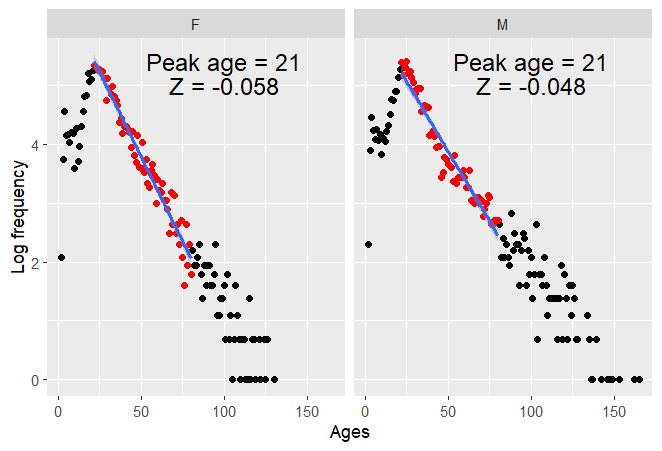 F
M
Peak age = 21
Z = -0.058
Peak age = 21
Z = -0.048
Log frequency
4
2
0
0 50 100 150
0 50 100 150
Ages